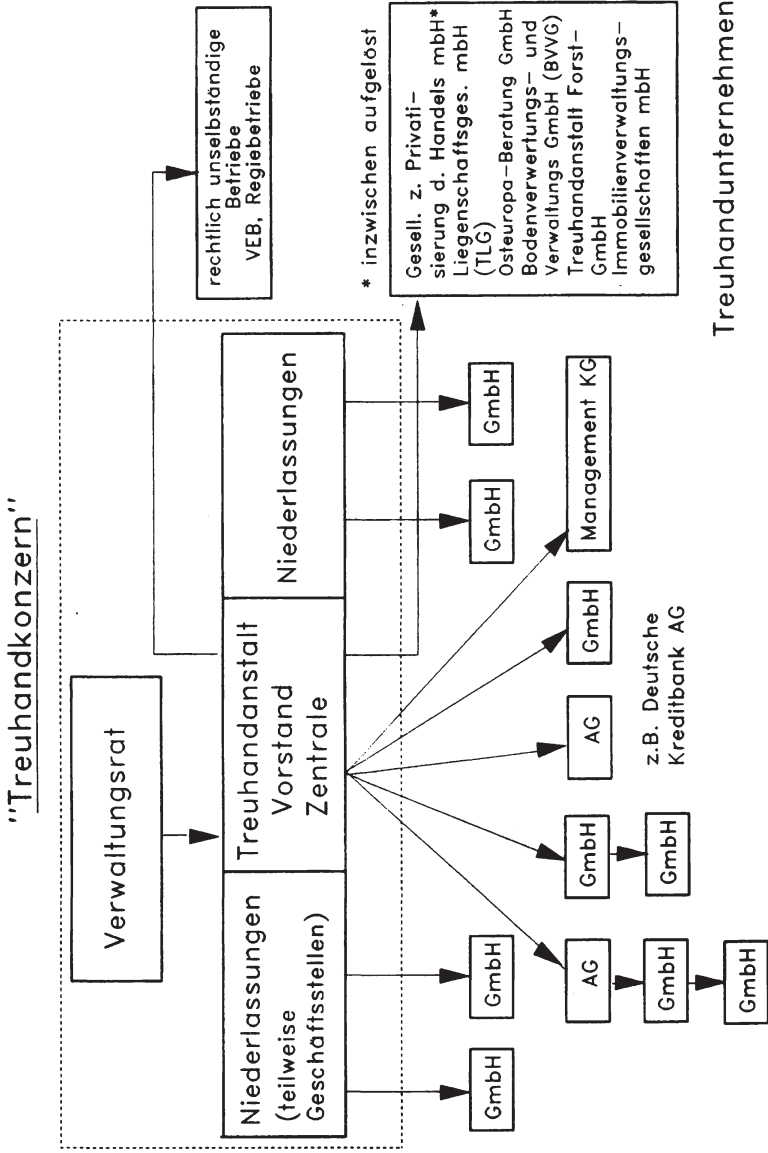 "Treuhandkonzern"
Verwaltungsrat
Niederlassungen
(teilweise
Geschäftsstellen)
Treuhandanstalt
Vorstand
Zentrale
Niederlassungen
rechtlich unselbständige
Betriebe
VEB, Regiebetriebe
* inzwischen aufgelöst
Gesell. z. Privati-
sierung d. Handels mbH*
Liegenschaftsges. mbH
(TLG)
Osteuropa-Beratung GmbH
Bodenverwertungs- und
Verwaltungs GmbH (BVVG)
Treuhandanstalt Forst-
GmbH
Immobilienverwaltungs-
gesellschaften mbH
GmbH
GmbH
GmbH
GmbH
AG
GmbH
GmbH
GmbH
GmbH
AG
z.B. Deutsche
Kreditbank AG
GmbH
Management KG
Treuhandunternehmen